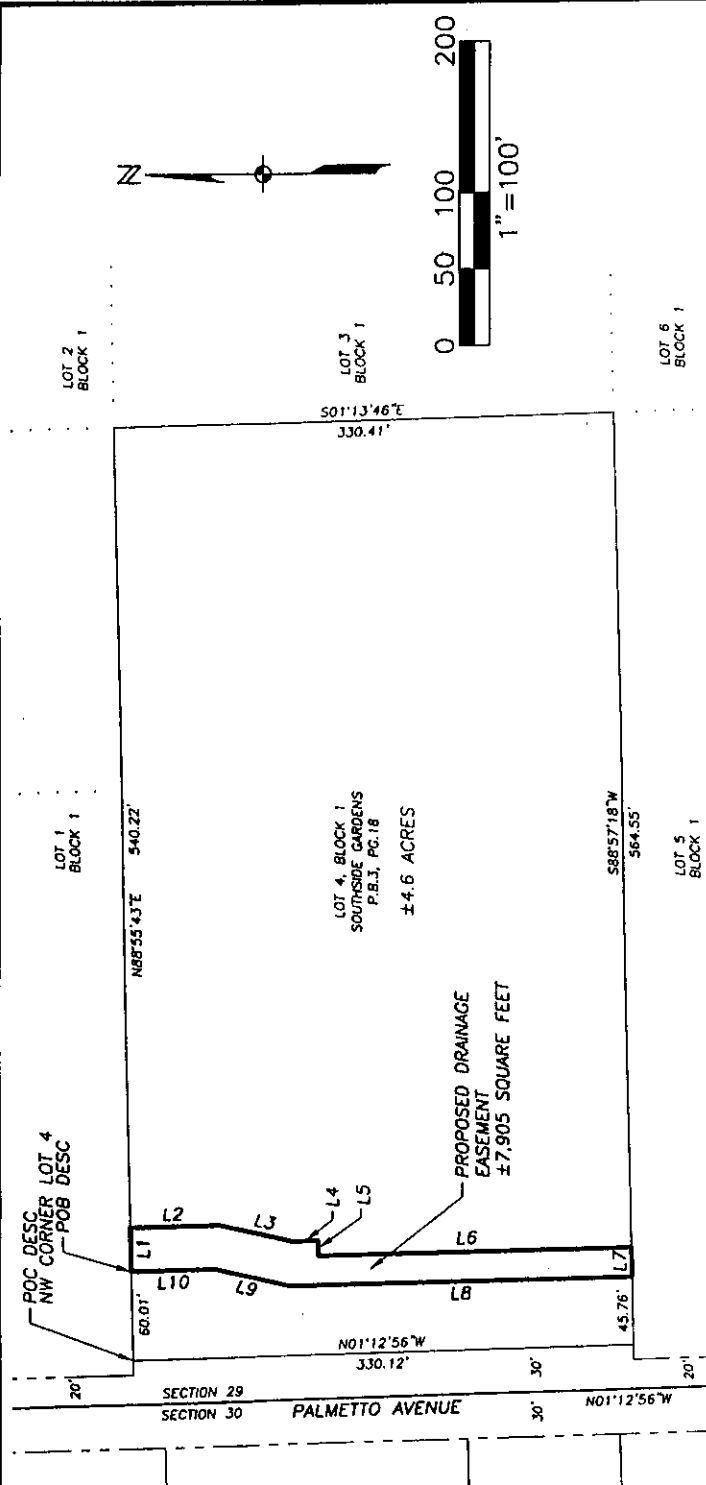 POC DESC
NW CORNER LOT 4
POB DESC
LOT 1
BLOCK 1
LOT 2
BLOCK 1
N
20'
60.01'
L1
N88°55'43"E
540.22'
L10
L2
L9
L3
L4
L5
SECTION 29
SECTION 30
PALMETTO AVENUE
N01°12'56"W
330.12'
LOT 4, BLOCK 1
SOUTHSIDE GARDENS
P.B.3, PG.18
±4.6 ACRES
S01°13'46"E
330.41'
LOT 3
BLOCK 1
L8
L6
PROPOSED DRAINAGE
EASEMENT
±7,905 SQUARE FEET
0 50 100 200
1"=100'
30'
30'
45.76'
L7
S88°57'18"W
564.55'
N01°12'56"W
20'
LOT 5
BLOCK 1
LOT 6
BLOCK 1